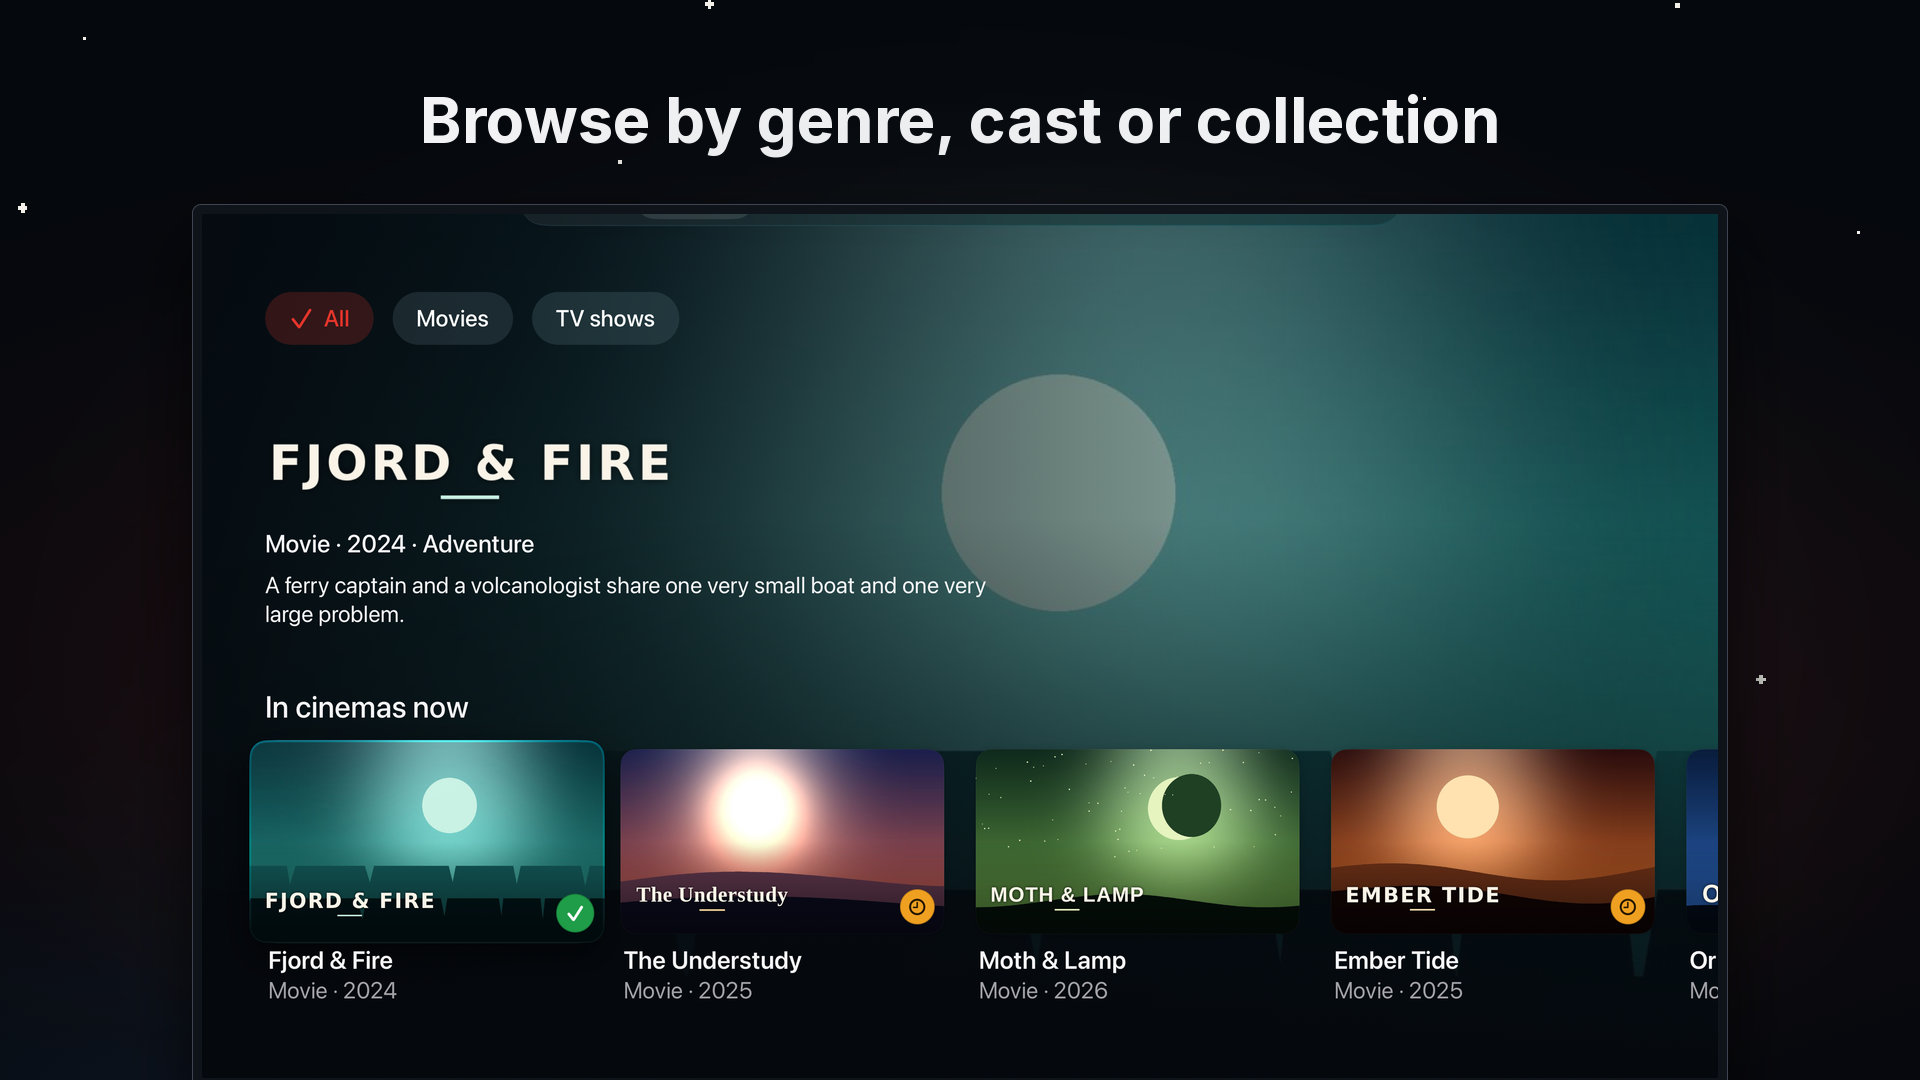 Browse by genre, cast or collection
All
Movies
TV shows
FJORD & FIRE
Movie · 2024 · Adventure
A ferry captain and a volcanologist share one very small boat and one very
large problem.
In cinemas now
FJORD & FIRE
The Understudy
MOTH & LAMP
EMBER TIDE
Fjord & Fire
The Understudy
Moth & Lamp
Ember Tide
Movie · 2024
Movie · 2025
Movie · 2026
Movie · 2025